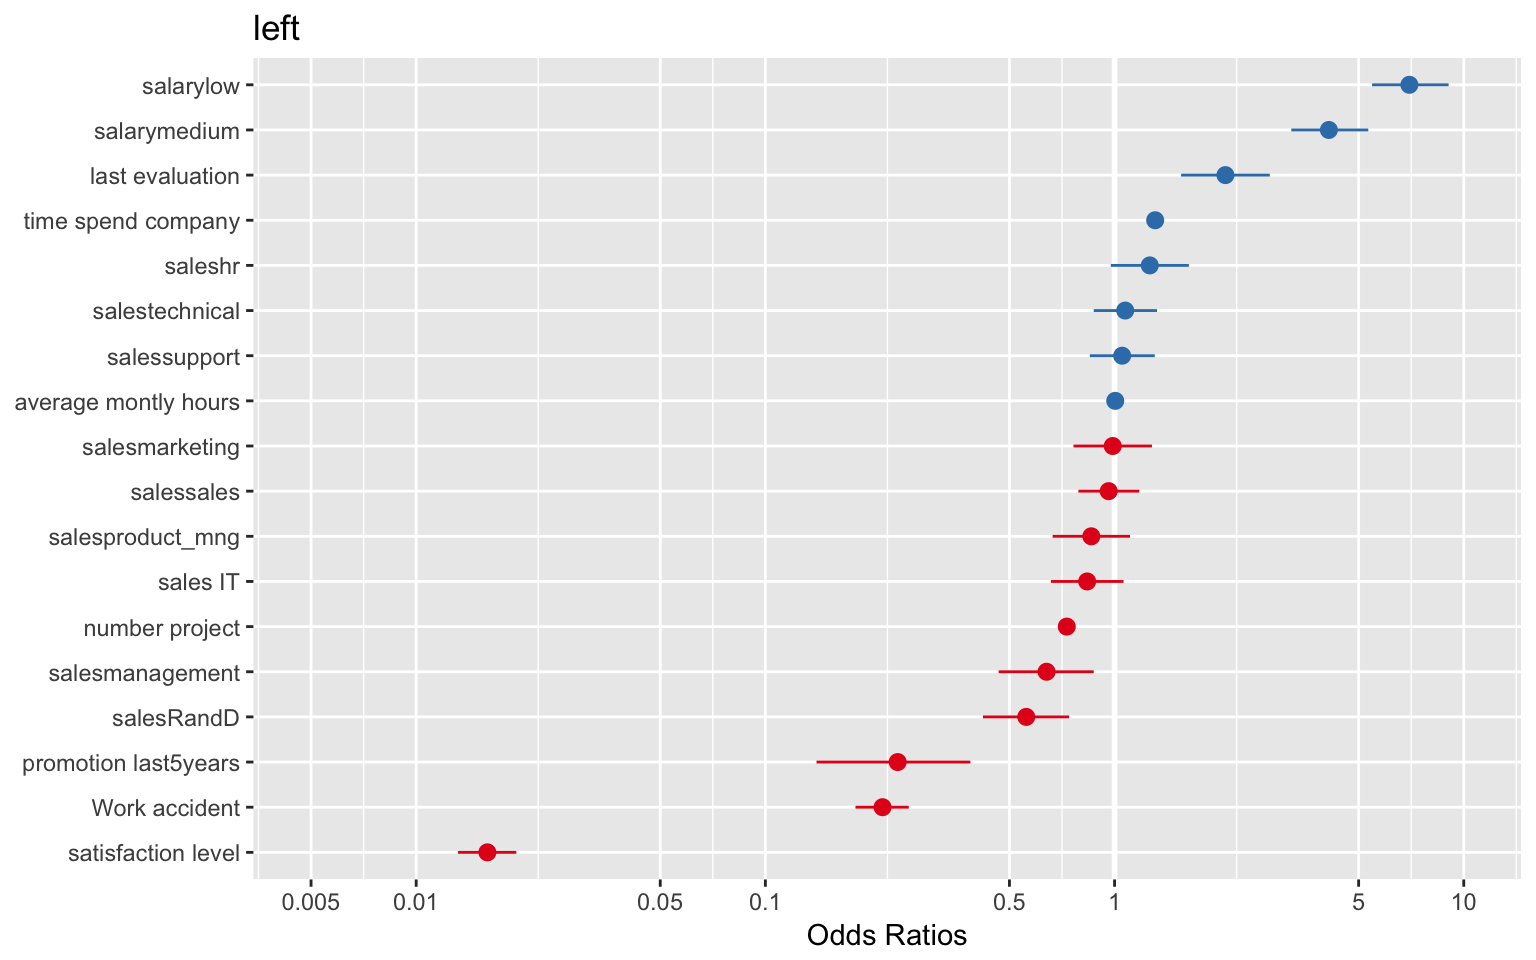 left
salarylow
salarymedium
last evaluation
time spend company
saleshr
salestechnical
salessupport
average montly hours
salesmarketing
salessales
salesproduct_mng
sales IT
number project
salesmanagement
salesRandD
promotion last5years
Work accident
satisfaction level
0.005 0.01 0.05 0.1 0.5 1 5 10
Odds Ratios